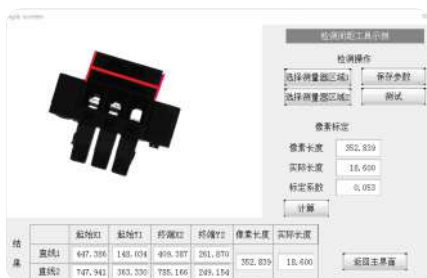 检测间距工具示例
检测操作
选择测量器区域1 保存参数
选择测量器区域2 测试
像素标定
像素长度 352.839
实际长度 18.600
标定系数 0.053
计算
结果
起始X1 起始Y1 终端X2 终端Y2 像素长度 实际长度
直线1 447.386 148.034 409.387 261.870 352.839 18.600
直线2 747.941 363.330 785.166 249.154
返回主界面